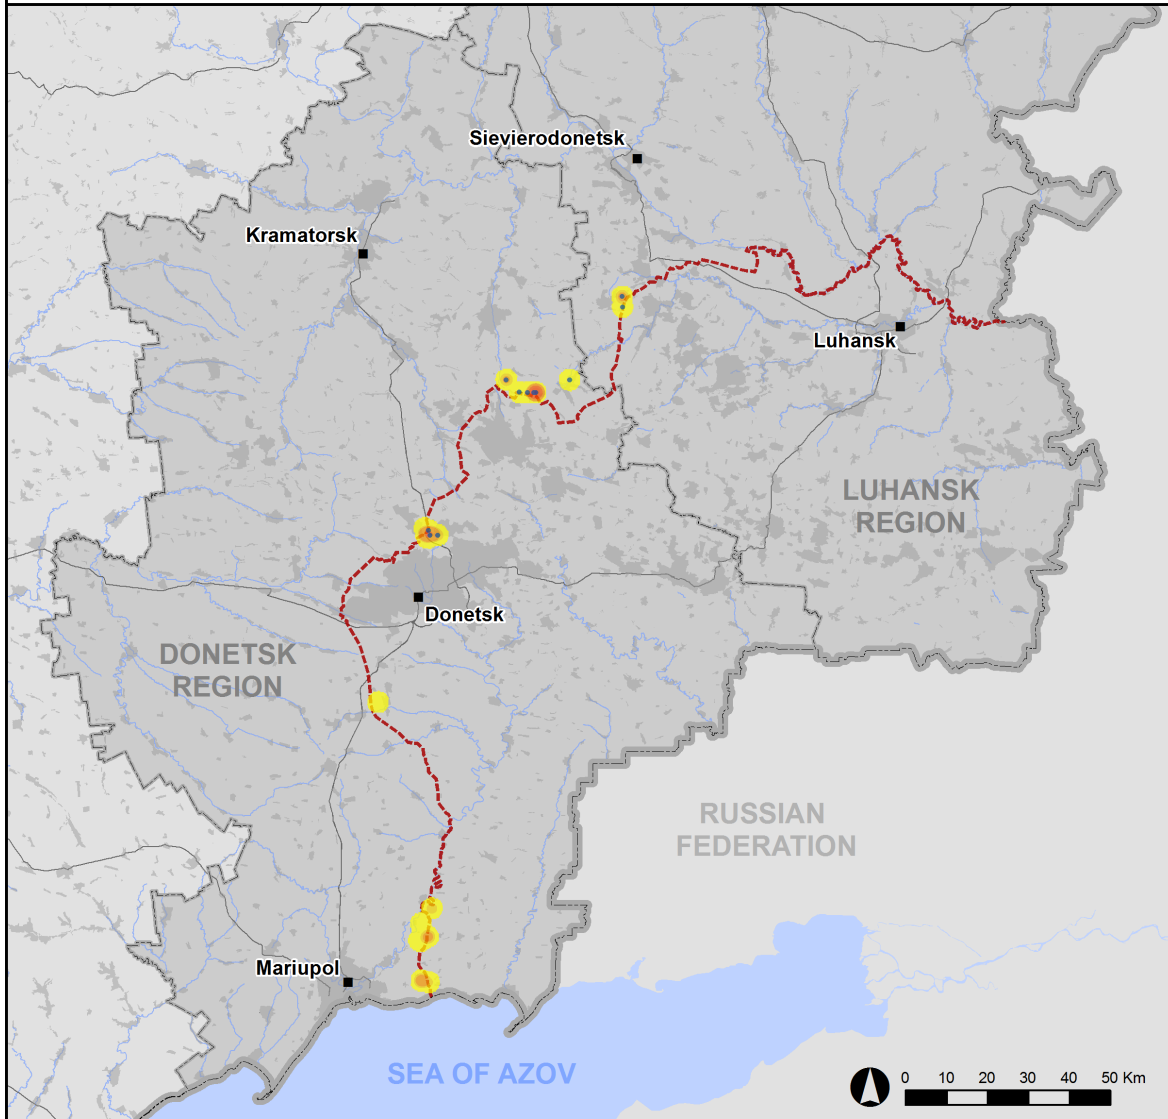 Sievierodonetsk
Kramatorsk
Luhansk
LUHANSK
REGION
Donetsk
DONETSK
REGION
RUSSIAN
FEDERATION
Mariupol
SEA OF AZOV
0 10 20 30 40 50 Km